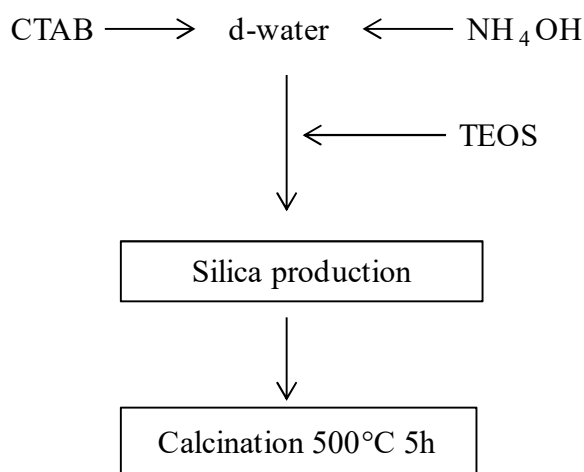 CTAB d-water NH4OH
TEOS
Silica production
Calcination 500°C 5h